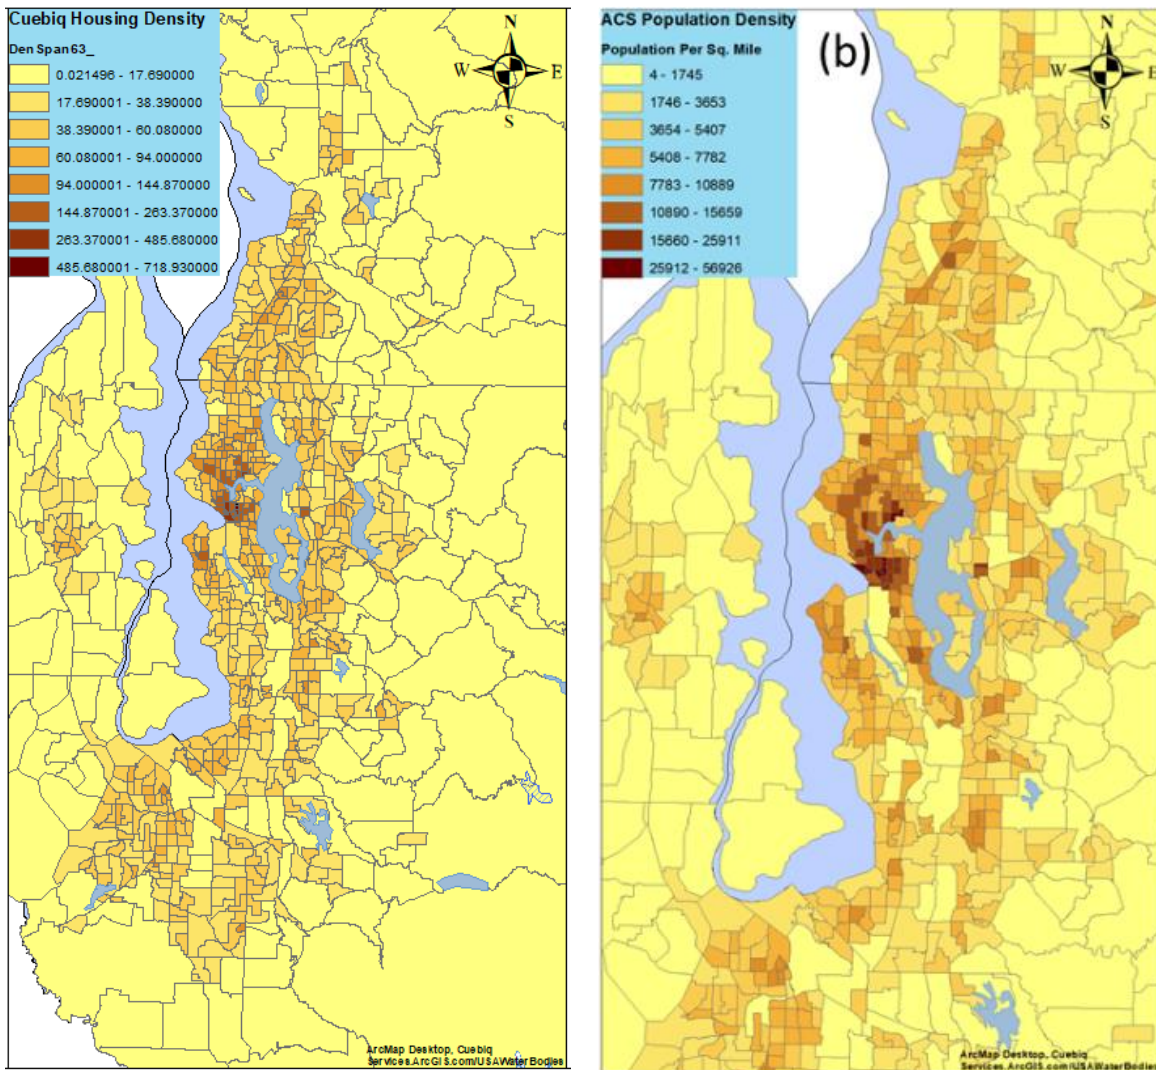 Cuebiq Housing Density
Den Span 63_
0.021496 - 17.690000
17.690001 - 38.390000
38.390001 - 60.080000
60.080001 - 94.000000
94.000001 - 144.870000
144.870001 - 263.370000
263.370001 - 485.680000
485.680001 - 718.930000
N
W E
S
ArcMap Desktop, Cuebiq
Services.ArcGIS.com/USAWaterBodies
ACS Population Density
Population Per Sq. Mile
4 - 1745
1746 - 3653
3654 - 5407
5408 - 7782
7783 - 10889
10890 - 15659
15660 - 25911
25912 - 56926
(b)
N
W E
S
ArcMap Desktop, Cuebiq
Services.ArcGIS.com/USAWaterBodies